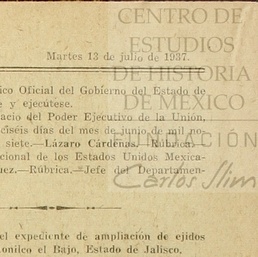 CENTRO DE
ESTUDIOS
DE HISTORIA
DE MÉXICO
FUNDACIÓN
Carlos Slim
Martes 13 de julio de 1937.
ico Oficial del Gobierno del Estado de
e y ejecútese.
acio del Poder Ejecutivo de la Unión,
ciséis días del mes de junio de mil no-
siete.—Lázaro Cárdenas.—Rúbrica.—
cional de los Estados Unidos Mexica-
uez.—Rúbrica.—Jefe del Departamen-
el expediente de ampliación de ejidos
onilco el Bajo, Estado de Jalisco.